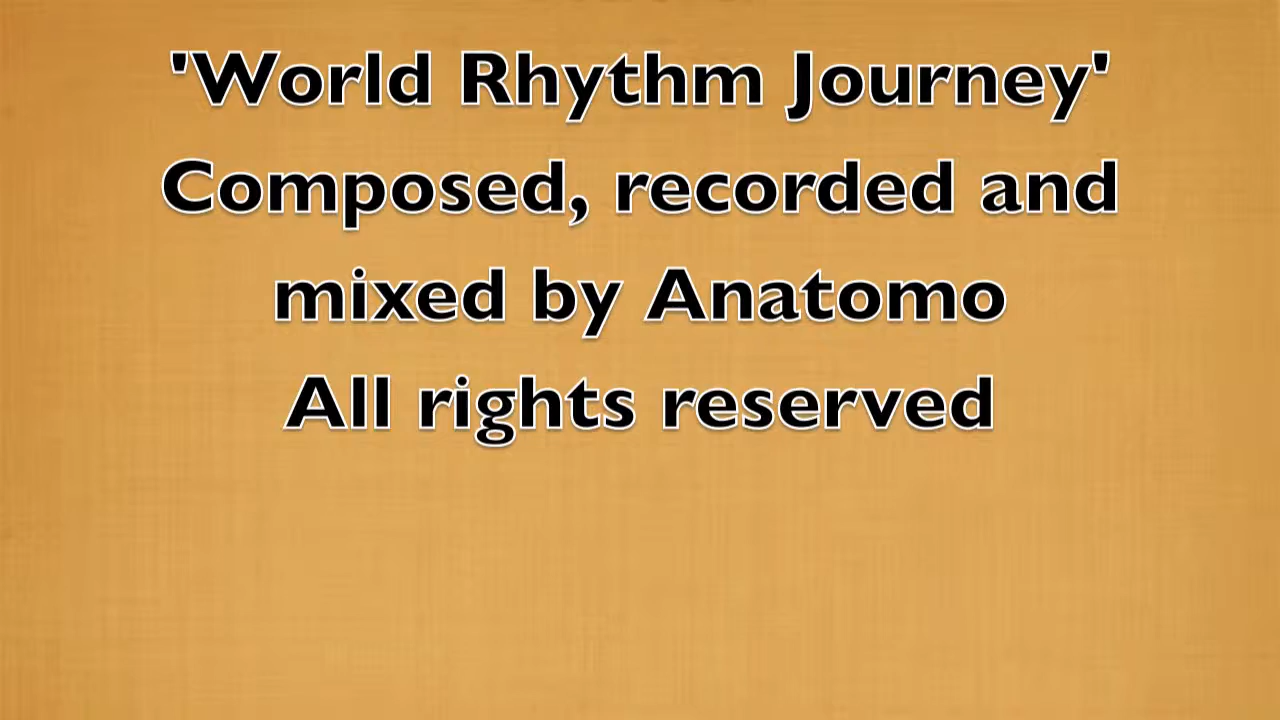 'World Rhythm Journey'
Composed, recorded and
mixed by Anatomo
All rights reserved